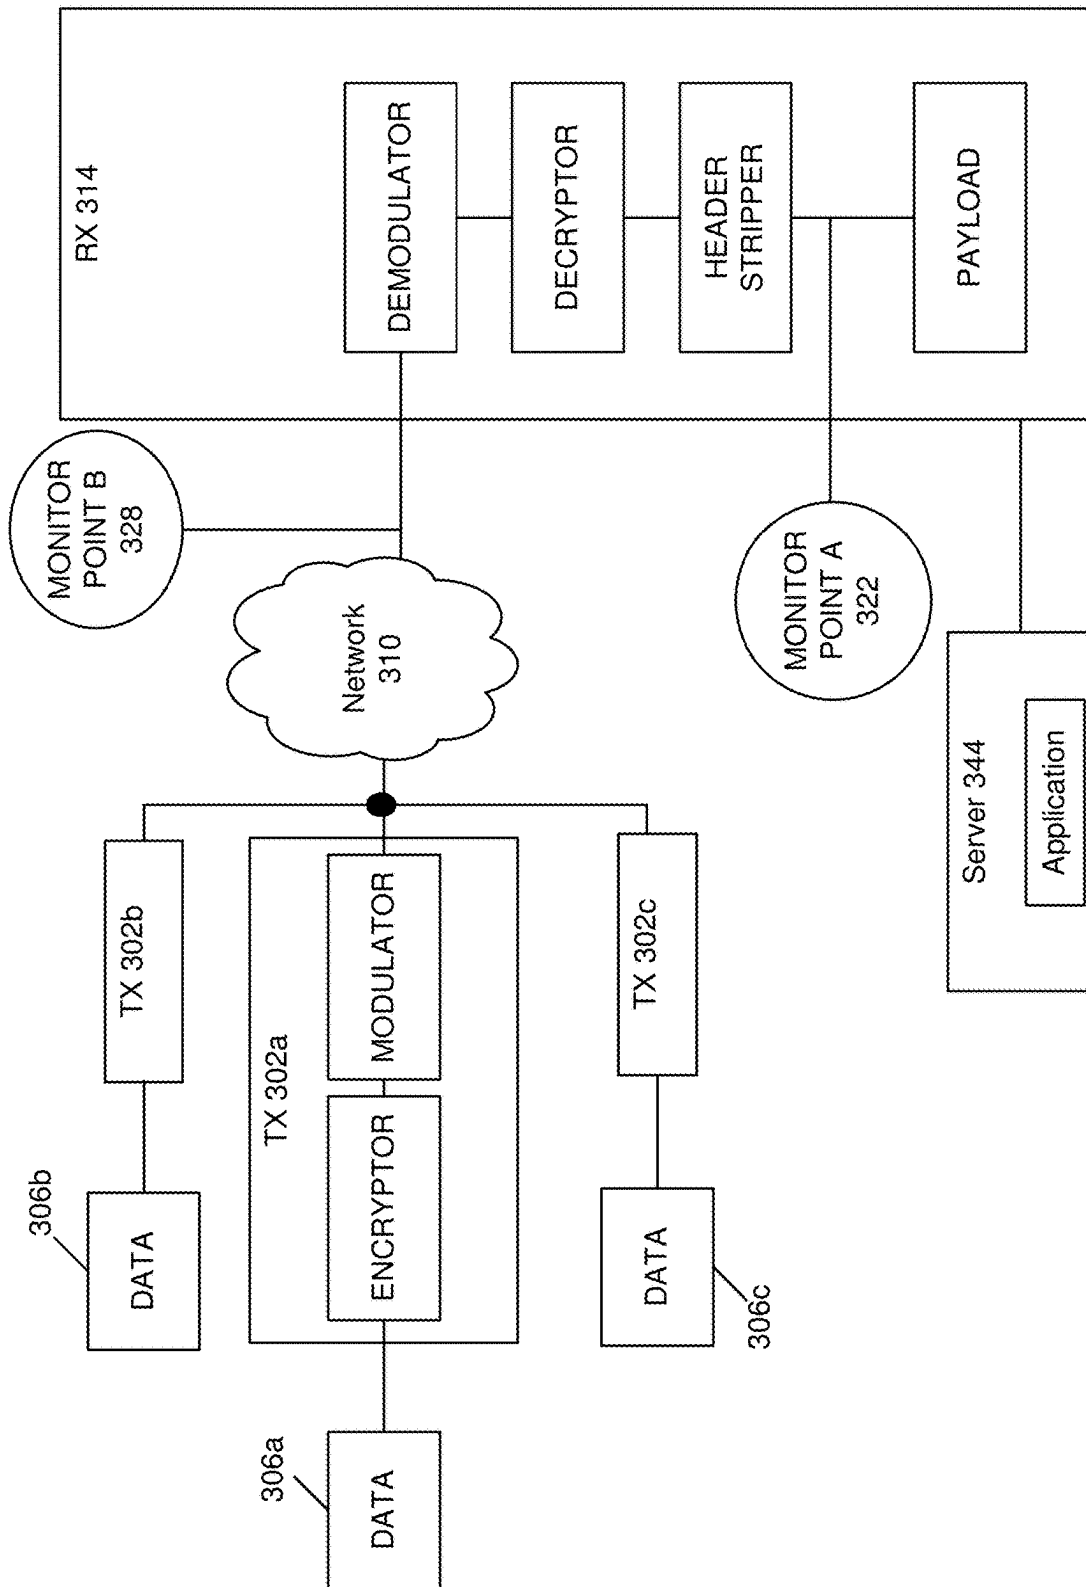 306a
DATA
306b
DATA
TX 302b
TX 302a
ENCRYPTOR
MODULATOR
DATA
306c
TX 302c
Network
310
MONITOR
POINT B
328
RX 314
DEMODULATOR
DECRYPTOR
HEADER
STRIPPER
PAYLOAD
MONITOR
POINT A
322
Server 344
Application